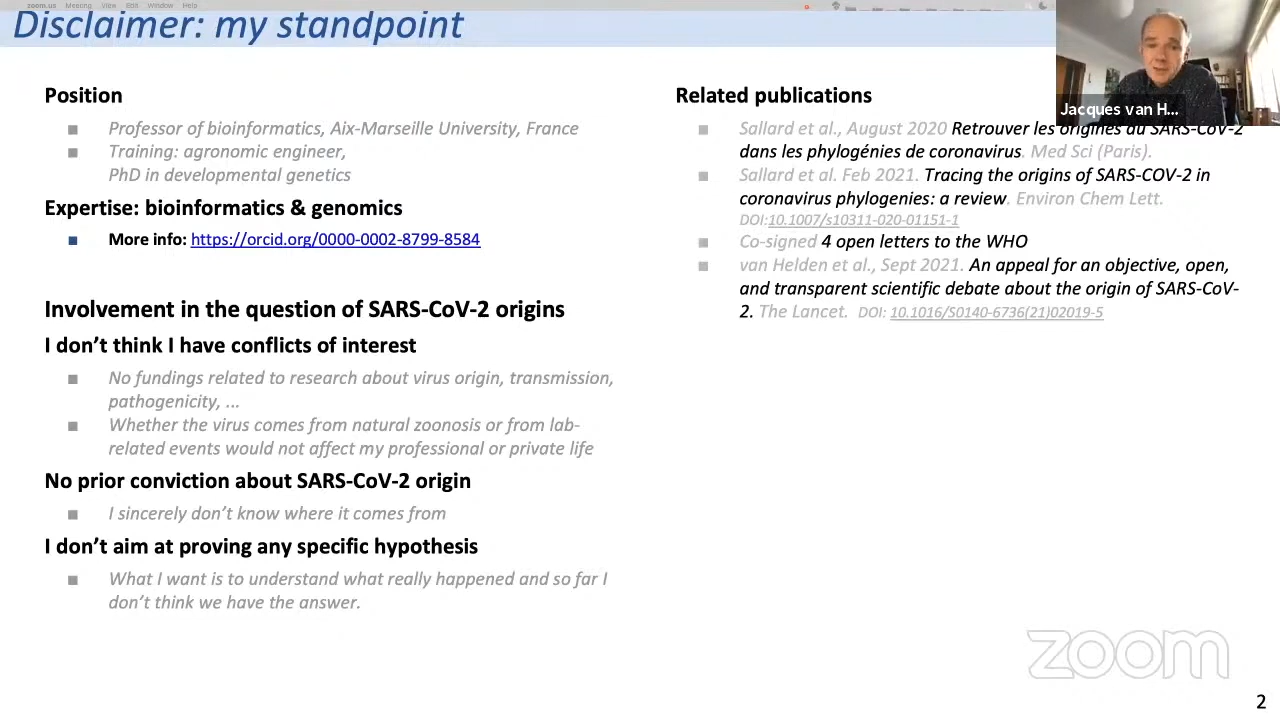 zoom.us Meeting View Edit Window Help
Disclaimer: my standpoint
Position
Professor of bioinformatics, Aix-Marseille University, France
Training: agronomic engineer,
PhD in developmental genetics
Expertise: bioinformatics & genomics
More info: https://orcid.org/0000-0002-8799-8584
Involvement in the question of SARS-CoV-2 origins
I don’t think I have conflicts of interest
No fundings related to research about virus origin, transmission,
pathogenicity, ...
Whether the virus comes from natural zoonosis or from lab-
related events would not affect my professional or private life
No prior conviction about SARS-CoV-2 origin
I sincerely don’t know where it comes from
I don’t aim at proving any specific hypothesis
What I want is to understand what really happened and so far I
don’t think we have the answer.
Related publications
Sallard et al., August 2020 Retrouver les origines du SARS-CoV-2
dans les phylogénies de coronavirus. Med Sci (Paris).
Sallard et al. Feb 2021. Tracing the origins of SARS-COV-2 in
coronavirus phylogenies: a review. Environ Chem Lett.
DOI:10.1007/s10311-020-01151-1
Co-signed 4 open letters to the WHO
van Helden et al., Sept 2021. An appeal for an objective, open,
and transparent scientific debate about the origin of SARS-CoV-
2. The Lancet. DOI: 10.1016/S0140-6736(21)02019-5
Jacques van H...
zoom
2